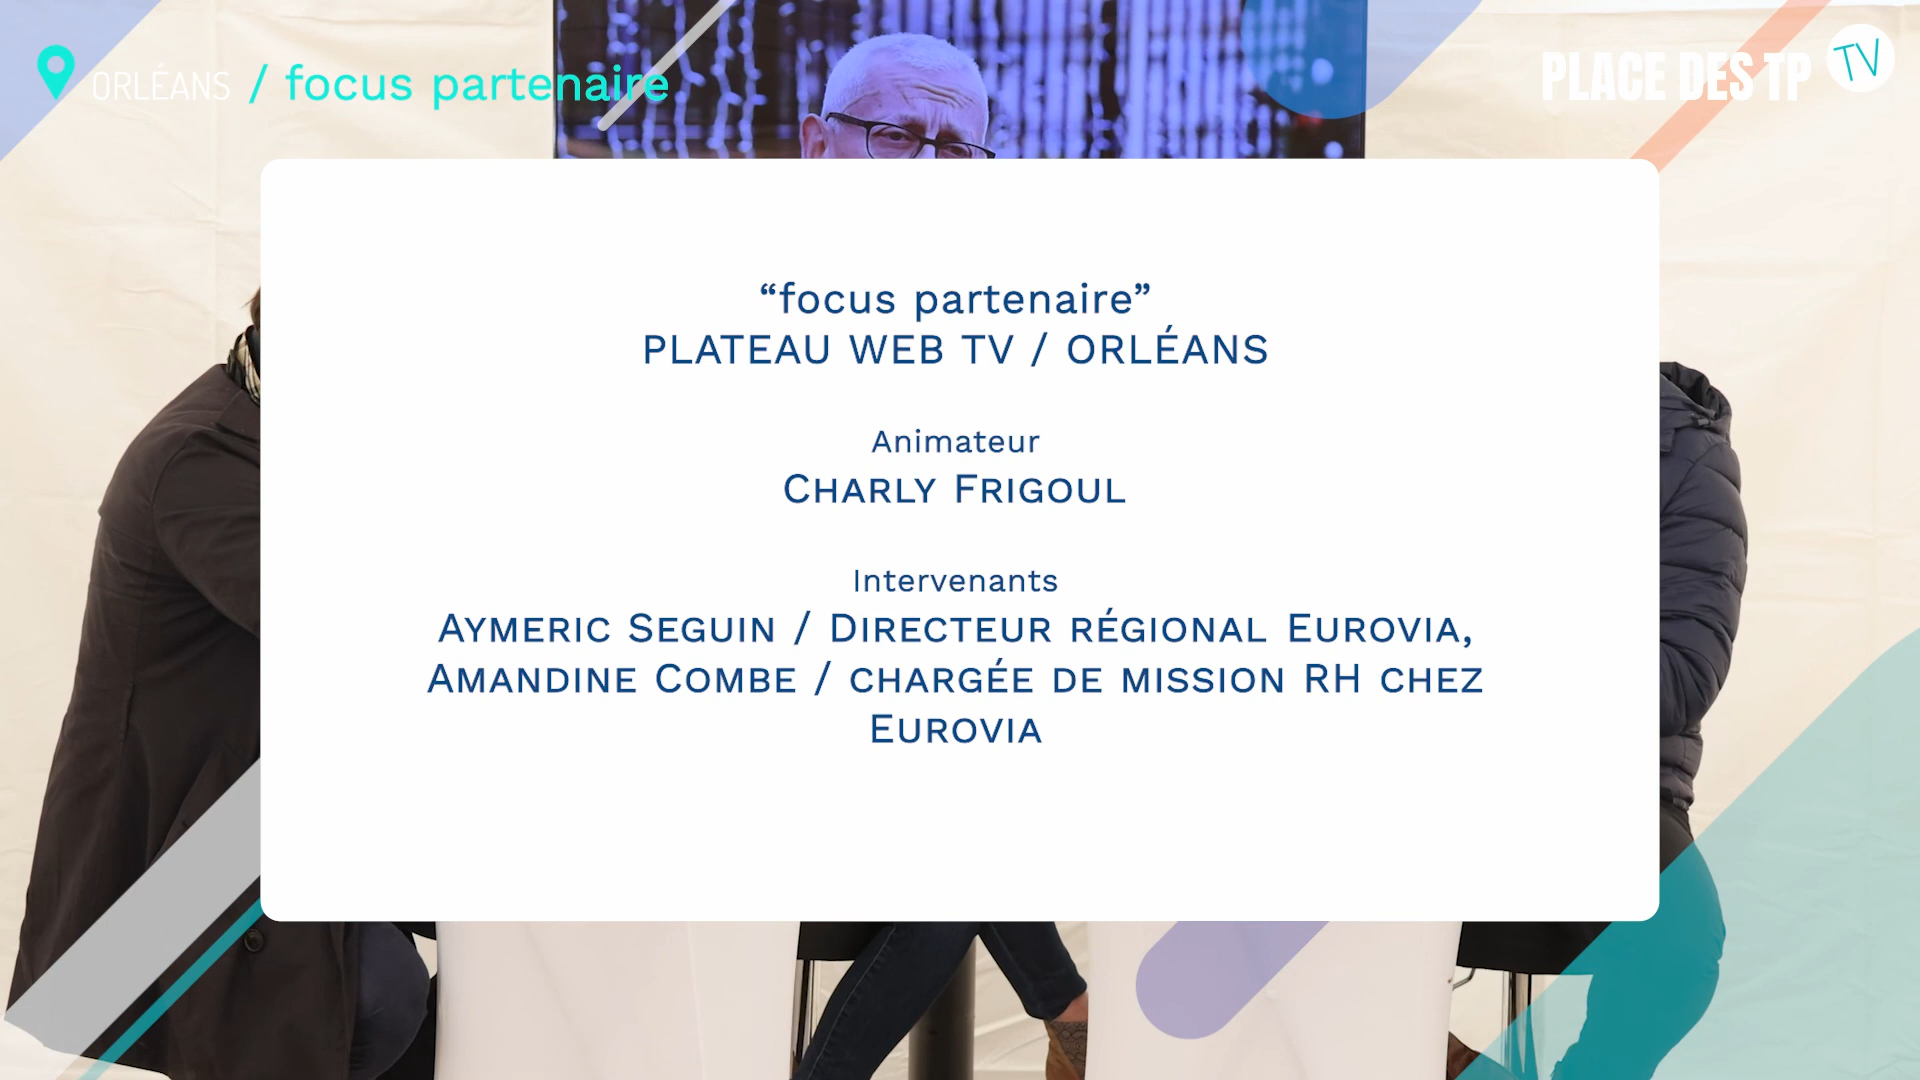 ORLÉANS / focus partenaire
PLACE DES TP TV
“focus partenaire”
PLATEAU WEB TV / ORLÉANS
Animateur
CHARLY FRIGOUL
Intervenants
AYMERIC SEGUIN / DIRECTEUR RÉGIONAL EUROVIA,
AMANDINE COMBE / CHARGÉE DE MISSION RH CHEZ
EUROVIA